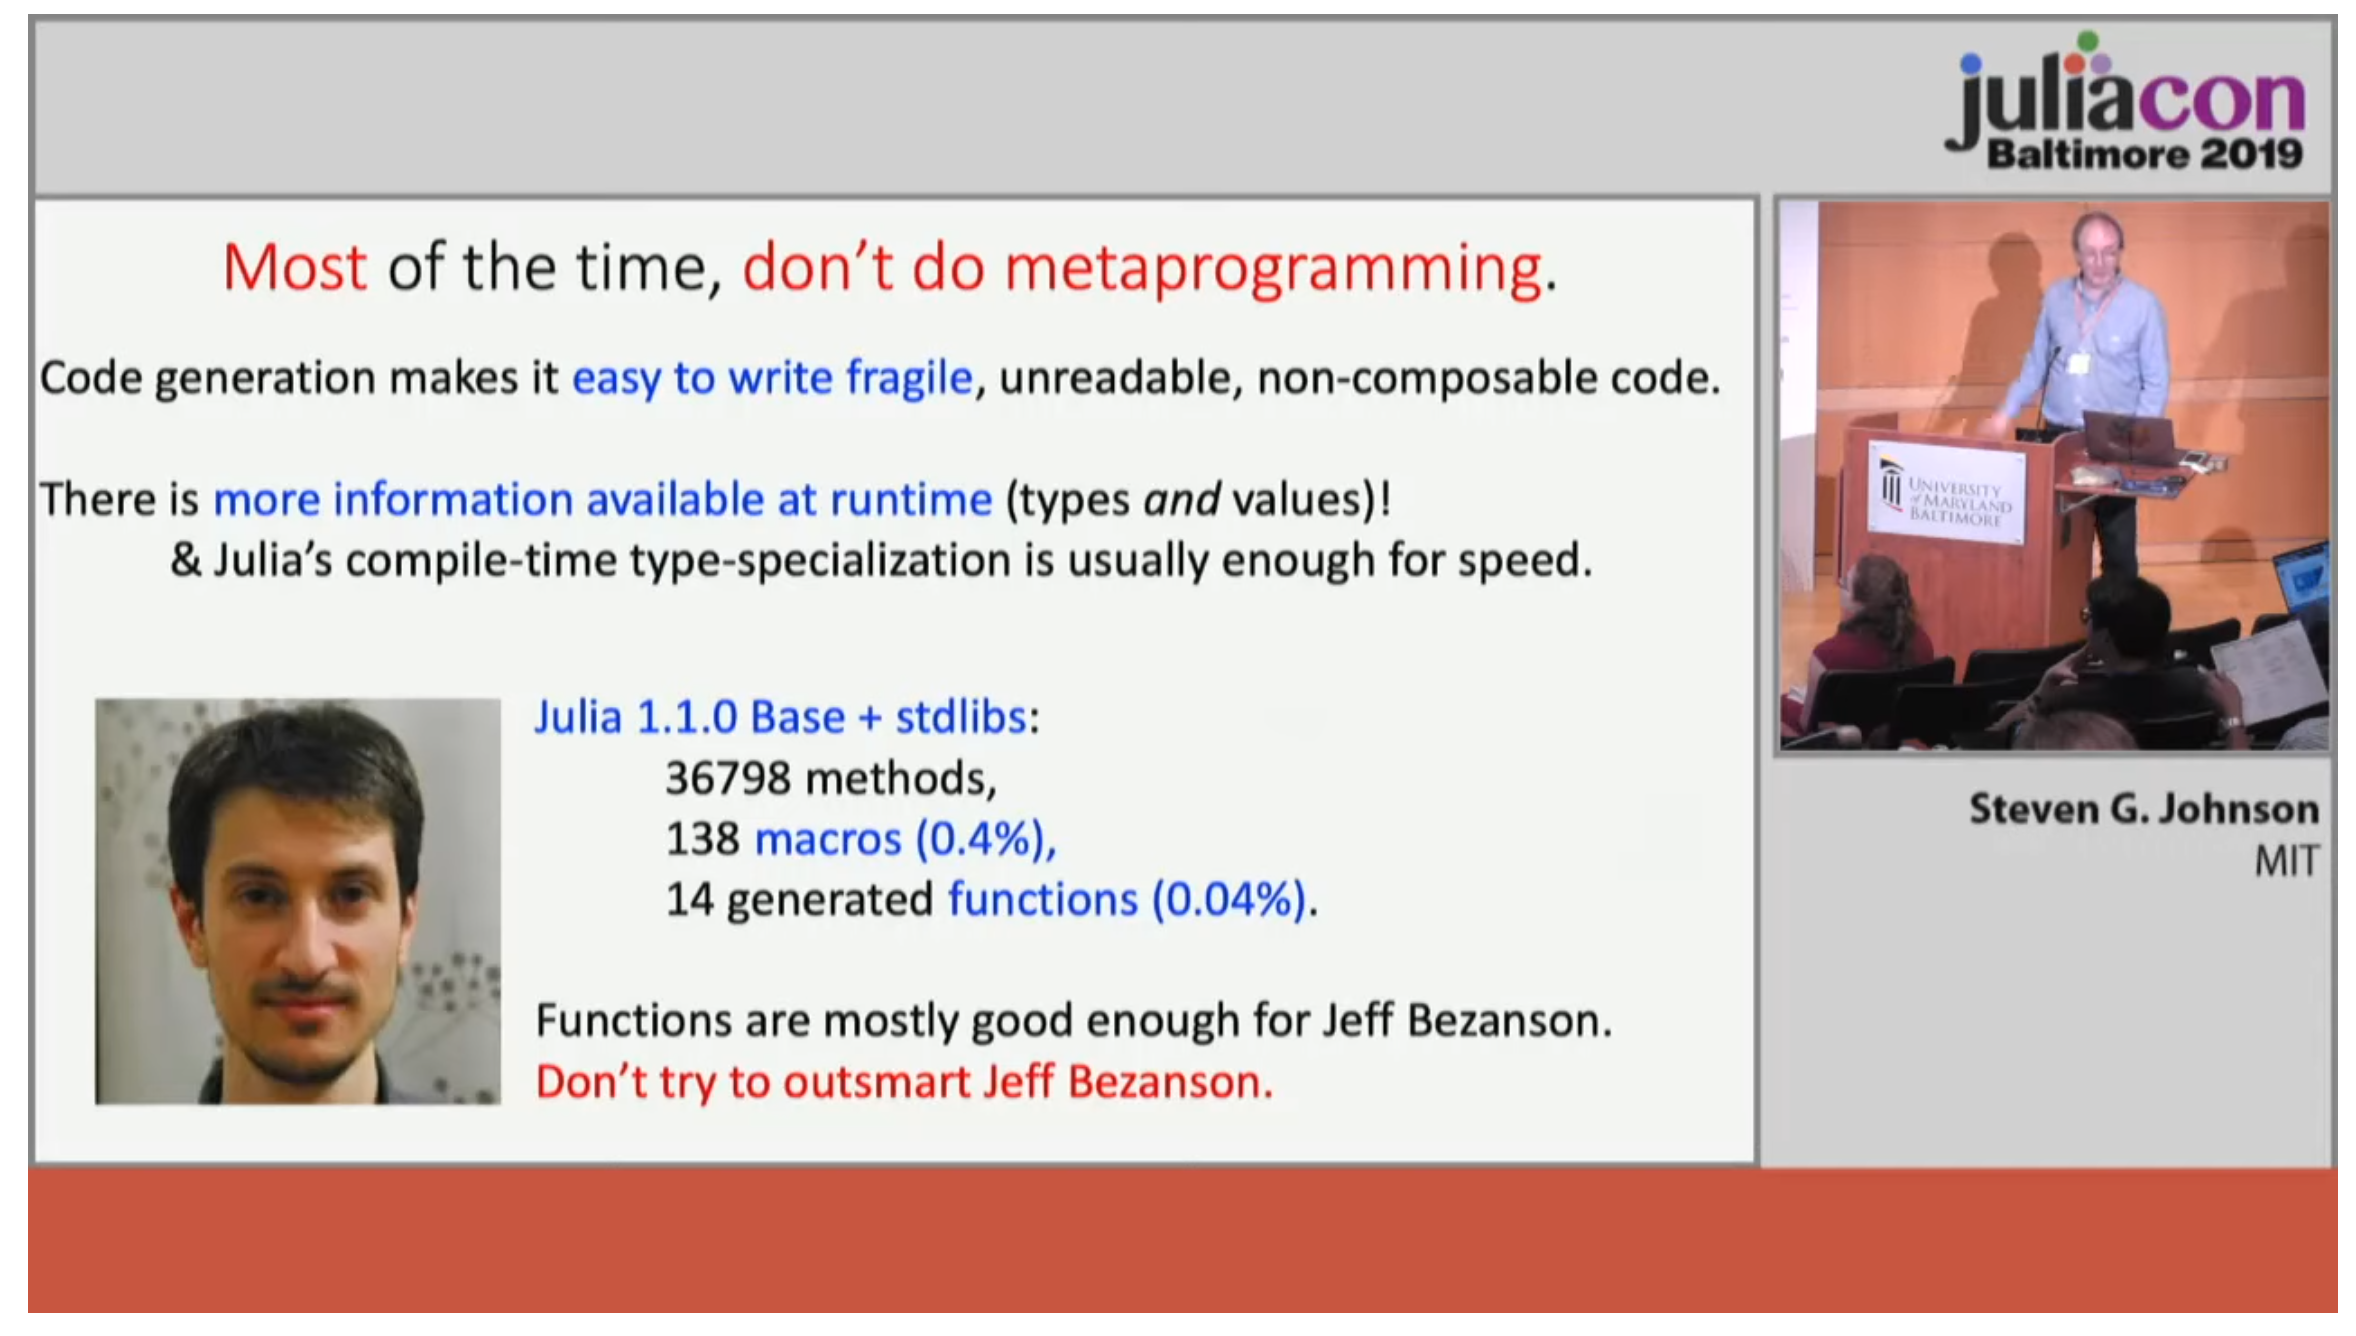 juliacon
Baltimore 2019
Most of the time, don't do metaprogramming.
Code generation makes it easy to write fragile, unreadable, non-composable code.
There is more information available at runtime (types and values)!
& Julia's compile-time type-specialization is usually enough for speed.
Julia 1.1.0 Base + stdlibs:
36798 methods,
138 macros (0.4%),
14 generated functions (0.04%).
Functions are mostly good enough for Jeff Bezanson.
Don't try to outsmart Jeff Bezanson.
UNIVERSITY
of MARYLAND
BALTIMORE
Steven G. Johnson
MIT